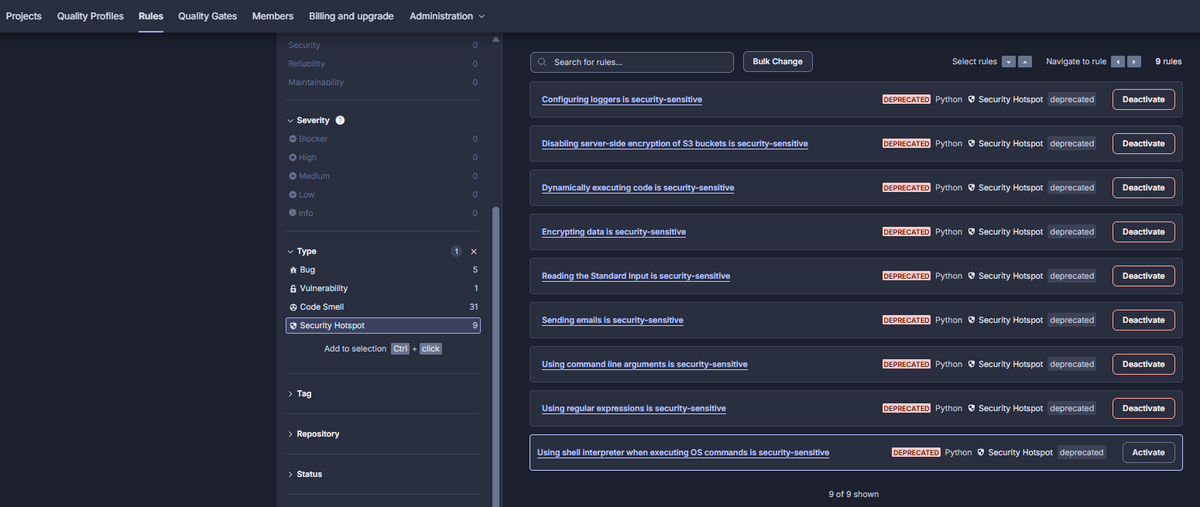 Projects Quality Profiles Rules Quality Gates Members Billing and upgrade Administration
Security 0
Reliability 0
Maintainability 0
Severity ?
Blocker 0
High 0
Medium 0
Low 0
Info 0
Type 1 ×
Bug 5
Vulnerability 1
Code Smell 31
Security Hotspot 9
Add to selection Ctrl + click
Tag
Repository
Status
Search for rules... Bulk Change Select rules Navigate to rule 9 rules
Configuring loggers is security-sensitive DEPRECATED Python Security Hotspot deprecated Deactivate
Disabling server-side encryption of S3 buckets is security-sensitive DEPRECATED Python Security Hotspot deprecated Deactivate
Dynamically executing code is security-sensitive DEPRECATED Python Security Hotspot deprecated Deactivate
Encrypting data is security-sensitive DEPRECATED Python Security Hotspot deprecated Deactivate
Reading the Standard Input is security-sensitive DEPRECATED Python Security Hotspot deprecated Deactivate
Sending emails is security-sensitive DEPRECATED Python Security Hotspot deprecated Deactivate
Using command line arguments is security-sensitive DEPRECATED Python Security Hotspot deprecated Deactivate
Using regular expressions is security-sensitive DEPRECATED Python Security Hotspot deprecated Deactivate
Using shell interpreter when executing OS commands is security-sensitive DEPRECATED Python Security Hotspot deprecated Activate
9 of 9 shown